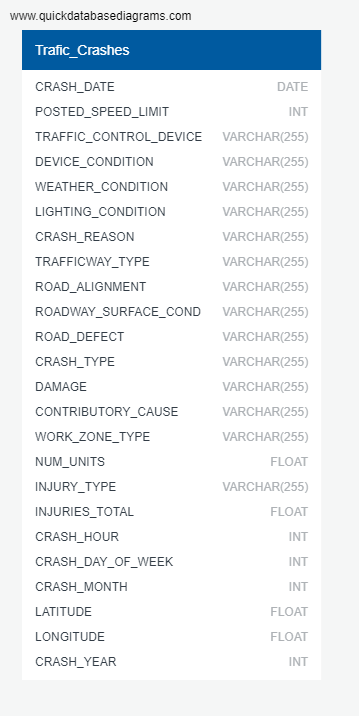 www.quickdatabasediagrams.com
Trafic_Crashes
CRASH_DATE DATE
POSTED_SPEED_LIMIT INT
TRAFFIC_CONTROL_DEVICE VARCHAR(255)
DEVICE_CONDITION VARCHAR(255)
WEATHER_CONDITION VARCHAR(255)
LIGHTING_CONDITION VARCHAR(255)
CRASH_REASON VARCHAR(255)
TRAFFICWAY_TYPE VARCHAR(255)
ROAD_ALIGNMENT VARCHAR(255)
ROADWAY_SURFACE_COND VARCHAR(255)
ROAD_DEFECT VARCHAR(255)
CRASH_TYPE VARCHAR(255)
DAMAGE VARCHAR(255)
CONTRIBUTORY_CAUSE VARCHAR(255)
WORK_ZONE_TYPE VARCHAR(255)
NUM_UNITS FLOAT
INJURY_TYPE VARCHAR(255)
INJURIES_TOTAL FLOAT
CRASH_HOUR INT
CRASH_DAY_OF_WEEK INT
CRASH_MONTH INT
LATITUDE FLOAT
LONGITUDE FLOAT
CRASH_YEAR INT